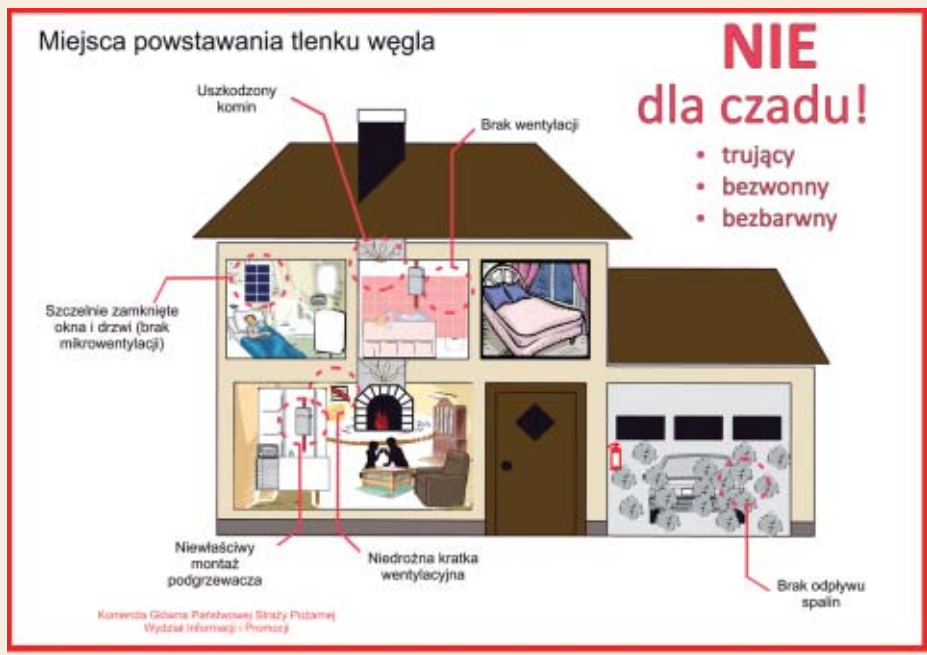 Miejsca powstawania tlenku węgla
NIE
dla czadu!
• trujący
• bezwonny
• bezbarwny
Uszkodzony
komin
Brak wentylacji
Szczelnie zamknięte
okna i drzwi (brak
mikrowentylacji)
Niewłaściwy
montaż
podgrzewacza
Niedrożna kratka
wentylacyjna
Brak odpływu
spalin
Komenda Główna Państwowej Straży Pożarnej
Wydział Informacji i Promocji